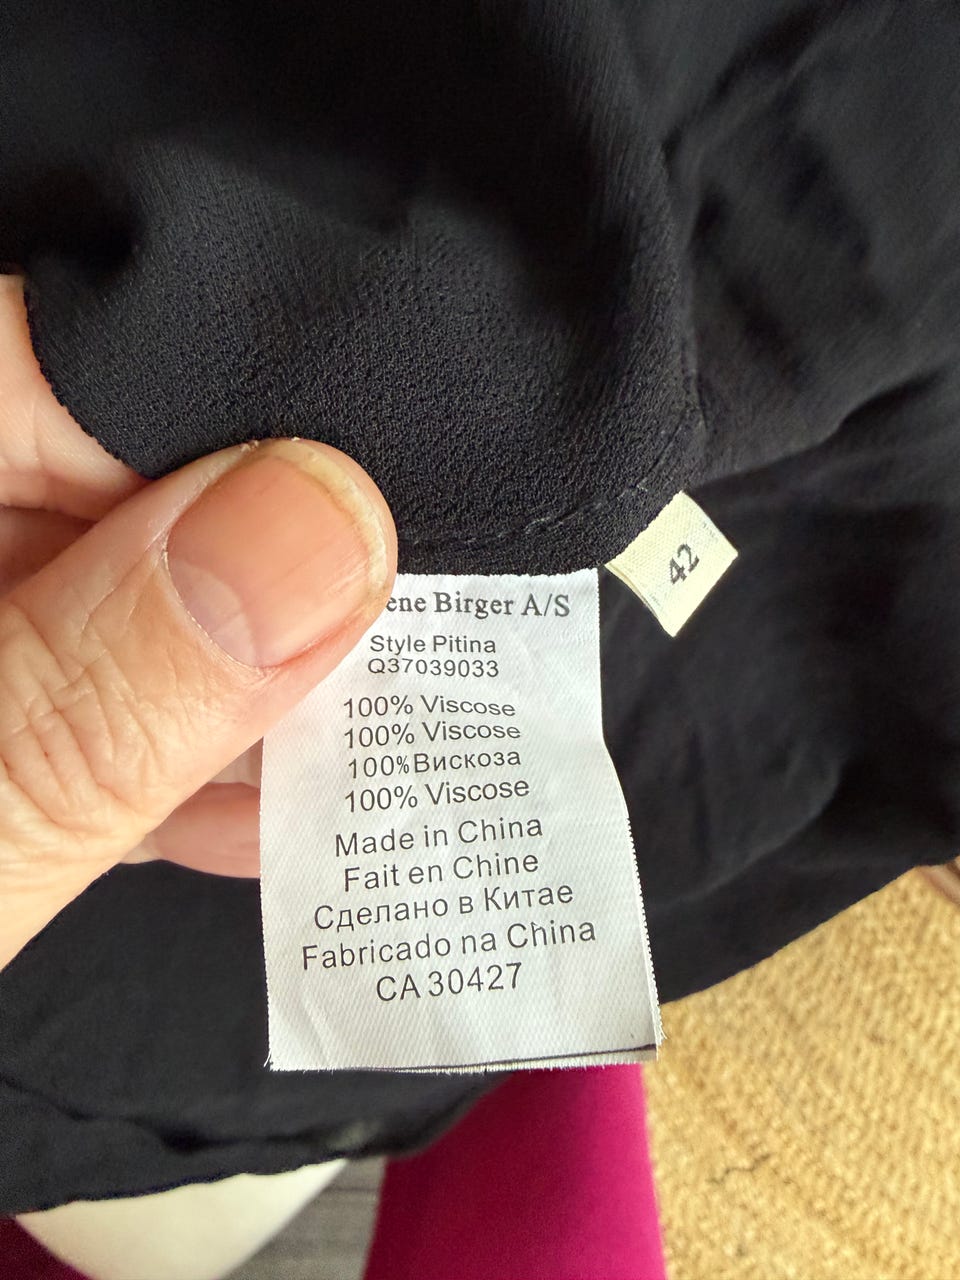 Birger A/S
Style Pitina
Q37039033
100% Viscose
100% Viscose
100%Вискоза
100% Viscose
Made in China
Fait en Chine
Сделано в Китае
Fabricado na China
CA 30427
42